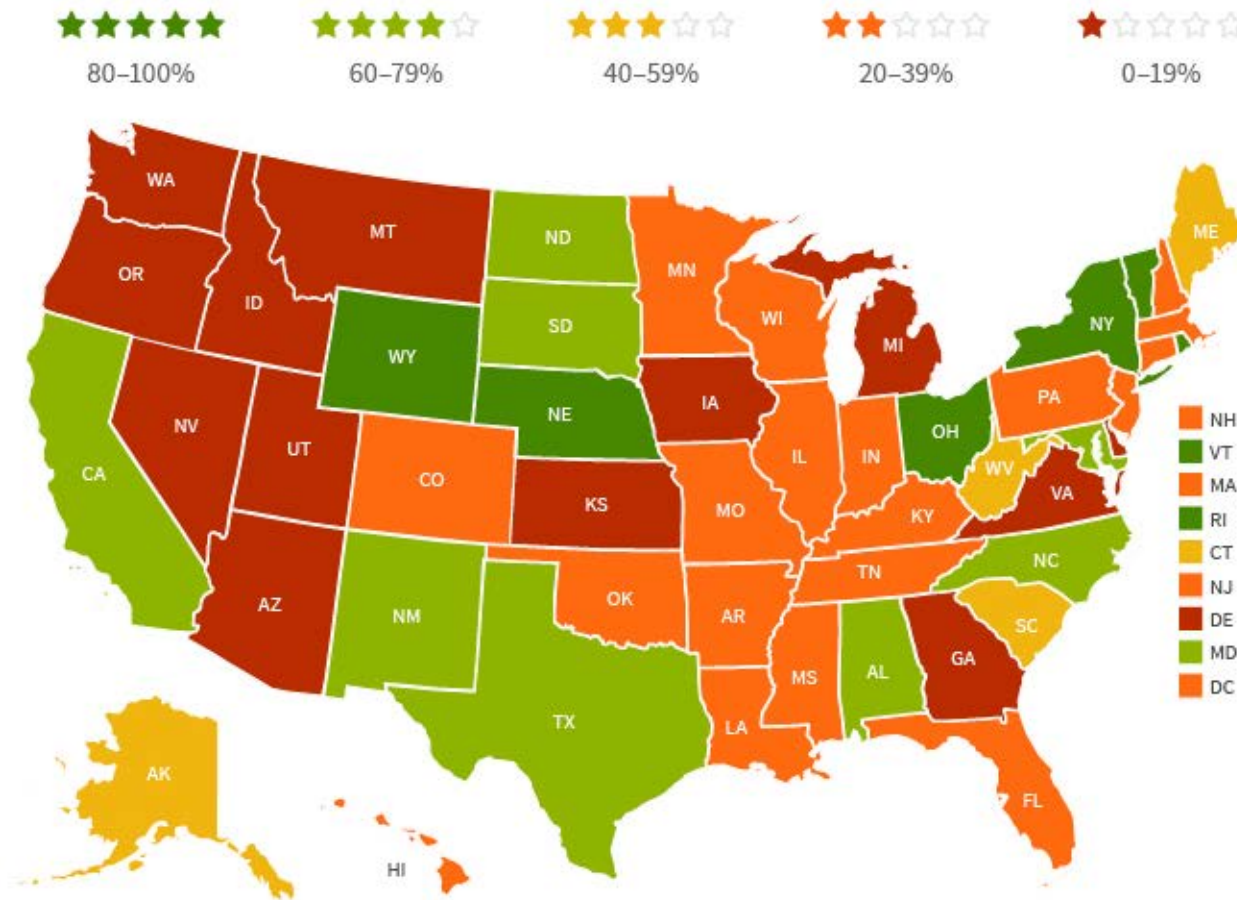 80–100%
60–79%
40–59%
20–39%
0–19%
WA
MT
ND
MN
ME
OR
ID
SD
WI
NY
WY
MI
NE
IA
PA
NV
UT
CO
IL
IN
OH
CA
KS
MO
WV
VA
KY
AZ
NM
OK
AR
TN
NC
SC
TX
LA
MS
AL
GA
FL
AK
HI
NH
VT
MA
RI
CT
NJ
DE
MD
DC